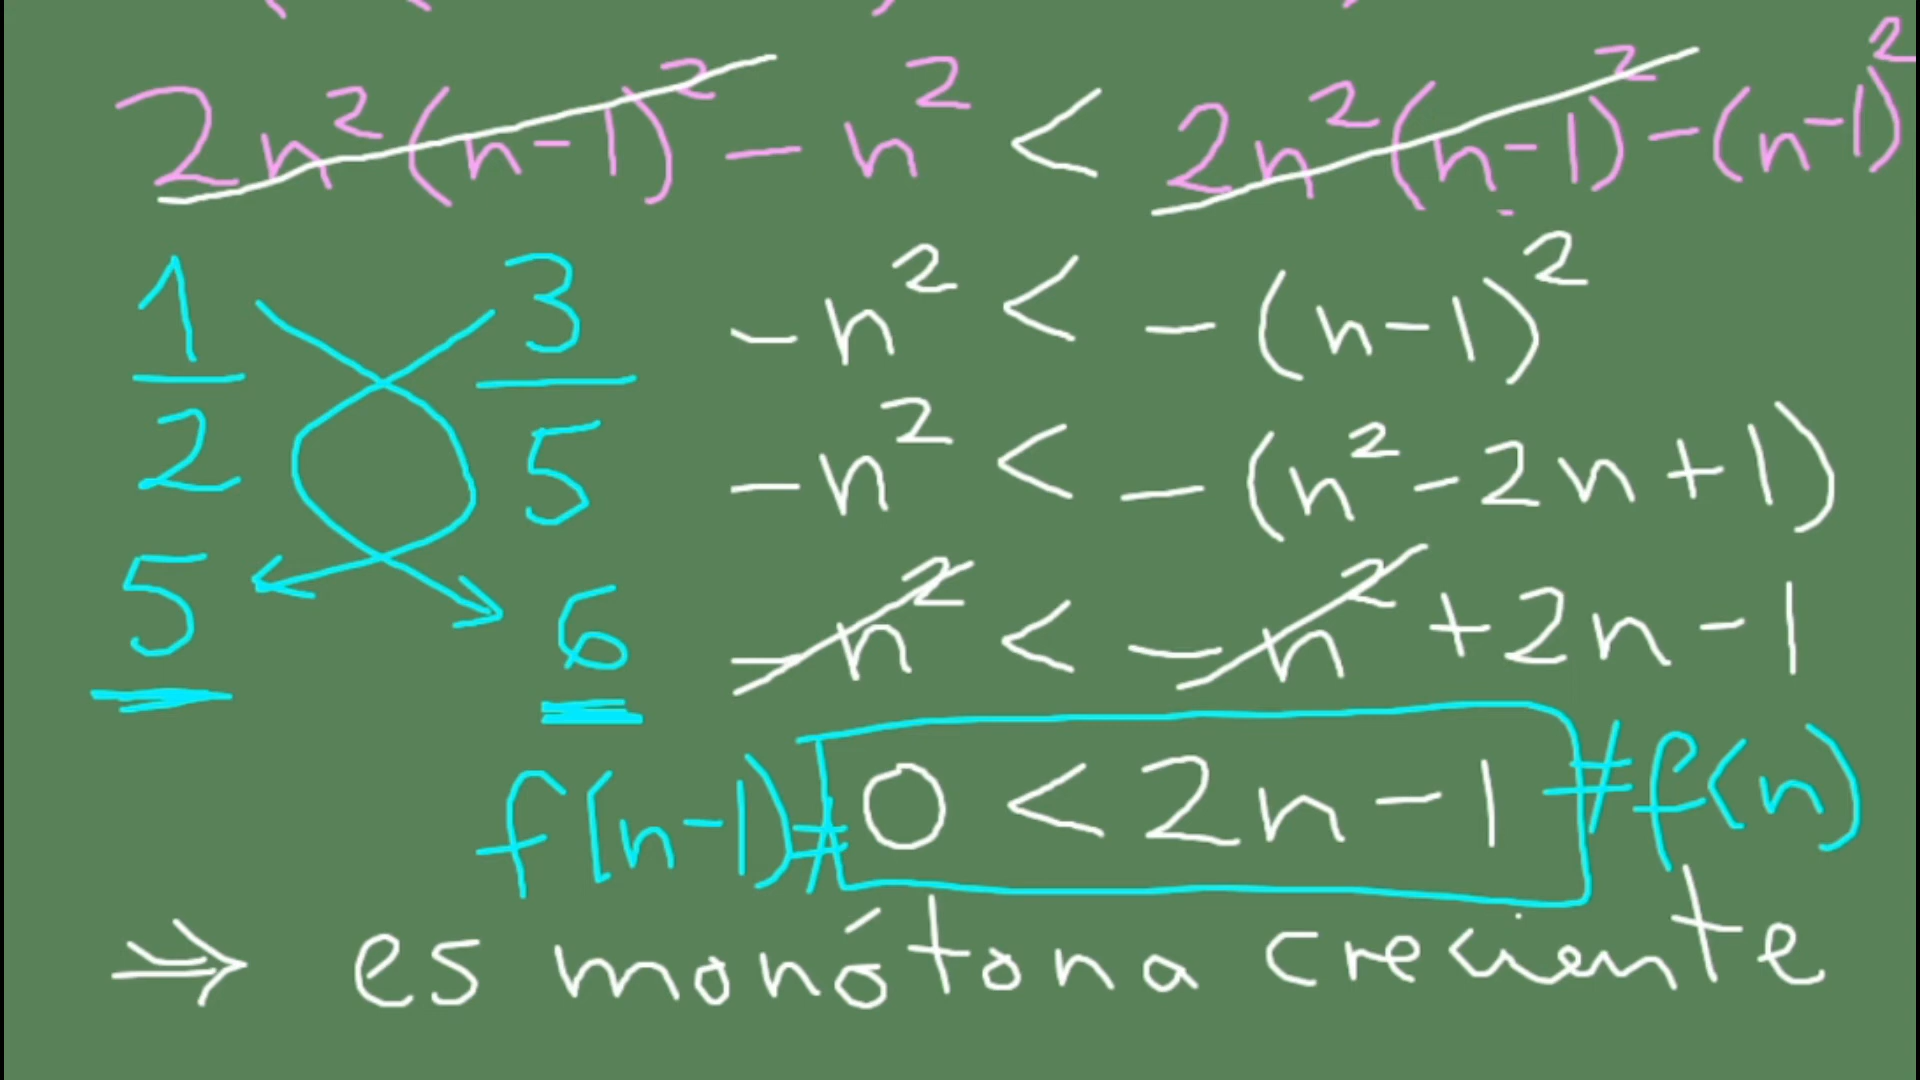 2n²(n-1)² - n² < 2n²(n-1)² - (n-1)²
1 3 -n² < -(n-1)²
2 5 -n² < -(n²-2n+1)
5 6 -n² < -n² +2n-1
f(n-1) ≠ 0 < 2n-1 ≠ f(n)
⇒ es monótona creciente